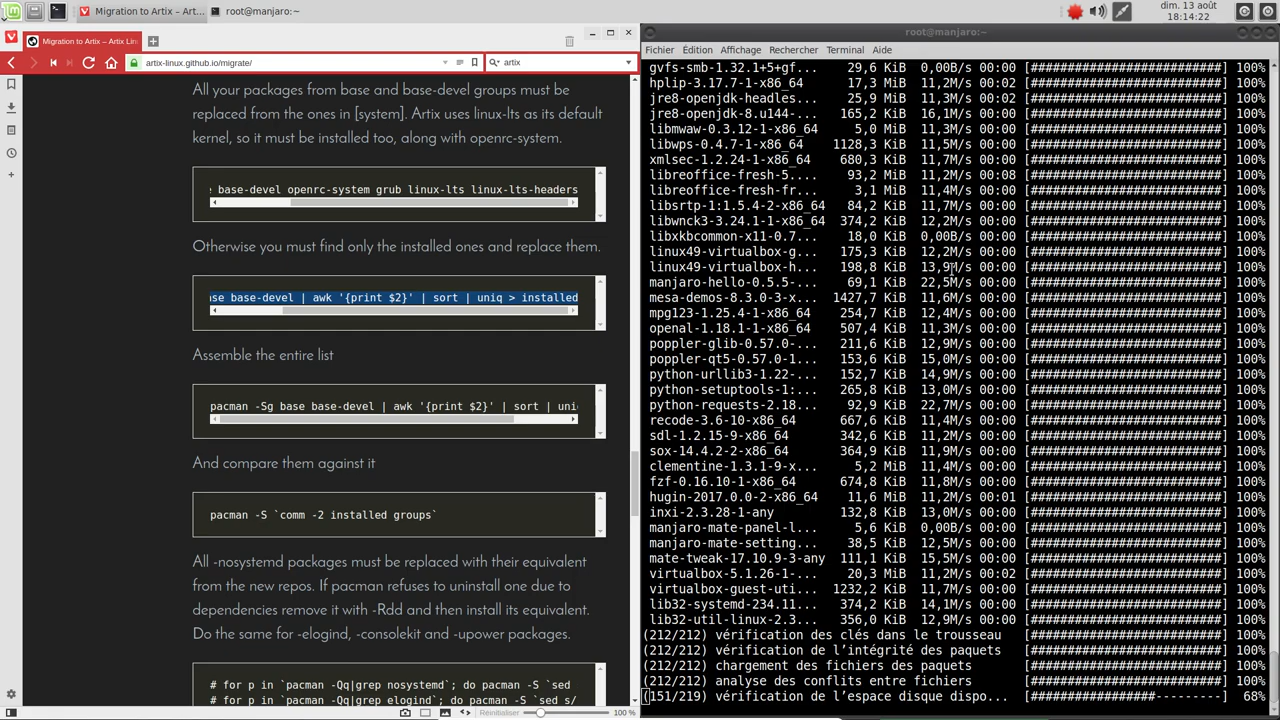 Migration to Artix – Art...
root@manjaro:~
dim. 13 août
18:14:22
Migration to Artix – Artix Lin
artix-linux.github.io/migrate/
artix
All your packages from base and base-devel groups must be
replaced from the ones in [system]. Artix uses linux-lts as its default
kernel, so it must be installed too, along with openrc-system.
base-devel openrc-system grub linux-lts linux-lts-headers
Otherwise you must find only the installed ones and replace them.
se base-devel | awk '{print $2}' | sort | uniq > installed
Assemble the entire list
pacman -Sg base base-devel | awk '{print $2}' | sort | uni
And compare them against it
pacman -S `comm -2 installed groups`
All -nosystemd packages must be replaced with their equivalent
from the new repos. If pacman refuses to uninstall one due to
dependencies remove it with -Rdd and then install its equivalent.
Do the same for -elogind, -consolekit and -upower packages.
# for p in `pacman -Qq|grep nosystemd`; do pacman -S `sed
# for p in `pacman -Qq|grep elogind`; do pacman -S `sed s/
Réinitialiser
100 %
root@manjaro:~
Fichier Édition Affichage Rechercher Terminal Aide
gvfs-smb-1.32.1+5+gf... 29,6 KiB 0,00B/s 00:00 [######################] 100%
hplip-3.17.7-1-x86_64 17,3 MiB 11,2M/s 00:02 [######################] 100%
jre8-openjdk-headles... 25,9 MiB 11,3M/s 00:02 [######################] 100%
jre8-openjdk-8.u144-... 165,2 KiB 16,1M/s 00:00 [######################] 100%
libmwaw-0.3.12-1-x86_64 5,0 MiB 11,3M/s 00:00 [######################] 100%
libwps-0.4.7-1-x86_64 1128,3 KiB 11,5M/s 00:00 [######################] 100%
xmlsec-1.2.24-1-x86_64 680,3 KiB 11,7M/s 00:00 [######################] 100%
libreoffice-fresh-5... 93,2 MiB 11,2M/s 00:08 [######################] 100%
libreoffice-fresh-fr... 3,1 MiB 11,4M/s 00:00 [######################] 100%
libsrtp-1:1.5.4-2-x86_64 84,2 KiB 11,7M/s 00:00 [######################] 100%
libwnck3-3.24.1-1-x86_64 374,2 KiB 12,2M/s 00:00 [######################] 100%
libxkbcommon-x11-0.7... 18,0 KiB 0,00B/s 00:00 [######################] 100%
linux49-virtualbox-g... 175,3 KiB 12,2M/s 00:00 [######################] 100%
linux49-virtualbox-h... 198,8 KiB 13,9M/s 00:00 [######################] 100%
manjaro-hello-0.5.5-... 69,1 KiB 22,5M/s 00:00 [######################] 100%
mesa-demos-8.3.0-3-x... 1427,7 KiB 11,6M/s 00:00 [######################] 100%
mpg123-1.25.4-1-x86_64 254,7 KiB 12,4M/s 00:00 [######################] 100%
openal-1.18.1-1-x86_64 507,4 KiB 11,3M/s 00:00 [######################] 100%
poppler-glib-0.57.0-... 211,6 KiB 12,9M/s 00:00 [######################] 100%
poppler-qt5-0.57.0-1... 153,6 KiB 15,0M/s 00:00 [######################] 100%
python-urllib3-1.22-... 152,7 KiB 14,9M/s 00:00 [######################] 100%
python-setuptools-1:... 265,8 KiB 13,0M/s 00:00 [######################] 100%
python-requests-2.18... 92,9 KiB 22,7M/s 00:00 [######################] 100%
recode-3.6-10-x86_64 667,6 KiB 11,4M/s 00:00 [######################] 100%
sdl-1.2.15-9-x86_64 342,6 KiB 11,2M/s 00:00 [######################] 100%
sox-14.4.2-2-x86_64 364,9 KiB 11,9M/s 00:00 [######################] 100%
clementine-1.3.1-9-x... 5,2 MiB 11,4M/s 00:00 [######################] 100%
fzf-0.16.10-1-x86_64 674,8 KiB 11,8M/s 00:00 [######################] 100%
hugin-2017.0.0-2-x86_64 11,6 MiB 11,2M/s 00:01 [######################] 100%
inxi-2.3.28-1-any 132,8 KiB 13,0M/s 00:00 [######################] 100%
manjaro-mate-panel-l... 5,6 KiB 0,00B/s 00:00 [######################] 100%
manjaro-mate-setting... 38,5 KiB 12,5M/s 00:00 [######################] 100%
mate-tweak-17.10.9-3-any 111,1 KiB 15,5M/s 00:00 [######################] 100%
virtualbox-5.1.26-1-... 20,3 MiB 11,2M/s 00:02 [######################] 100%
virtualbox-guest-uti... 1232,2 KiB 11,7M/s 00:00 [######################] 100%
lib32-systemd-234.11... 374,2 KiB 14,1M/s 00:00 [######################] 100%
lib32-util-linux-2.3... 356,0 KiB 13,9M/s 00:00 [######################] 100%
(212/212) vérification des clés dans le trousseau [######################] 100%
(212/212) vérification de l'intégrité des paquets [######################] 100%
(212/212) chargement des fichiers des paquets [######################] 100%
(212/212) analyse des conflits entre fichiers [######################] 100%
(151/219) vérification de l'espace disque dispo... [##############--------] 68%